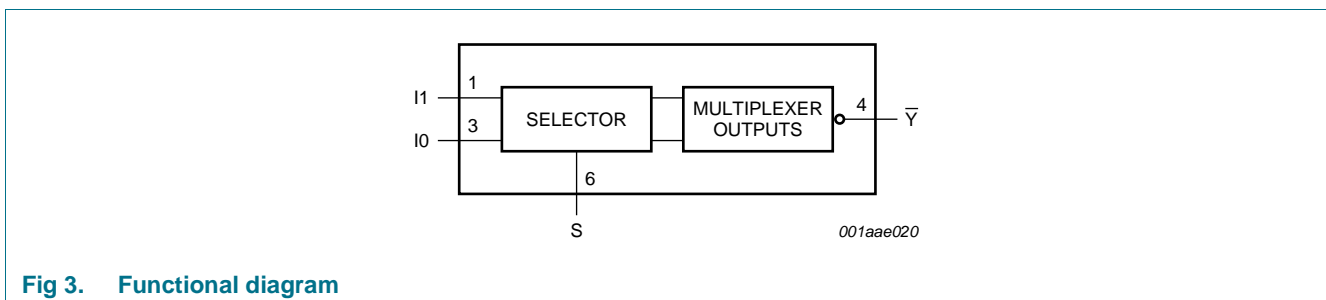 I1
1
I0
3
SELECTOR
MULTIPLEXER
OUTPUTS
4
Y̅
6
S
001aae020
Fig 3. Functional diagram